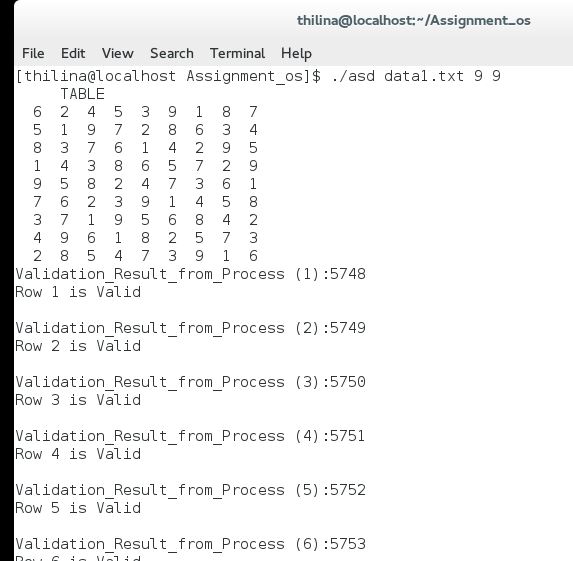 thilina@localhost:~/Assignment_os
File Edit View Search Terminal Help
[thilina@localhost Assignment_os]$ ./asd data1.txt 9 9
TABLE
6 2 4 5 3 9 1 8 7
5 1 9 7 2 8 6 3 4
8 3 7 6 1 4 2 9 5
1 4 3 8 6 5 7 2 9
9 5 8 2 4 7 3 6 1
7 6 2 3 9 1 4 5 8
3 7 1 9 5 6 8 4 2
4 9 6 1 8 2 5 7 3
2 8 5 4 7 3 9 1 6
Validation_Result_from_Process (1):5748
Row 1 is Valid
Validation_Result_from_Process (2):5749
Row 2 is Valid
Validation_Result_from_Process (3):5750
Row 3 is Valid
Validation_Result_from_Process (4):5751
Row 4 is Valid
Validation_Result_from_Process (5):5752
Row 5 is Valid
Validation_Result_from_Process (6):5753
Row 6 is Valid